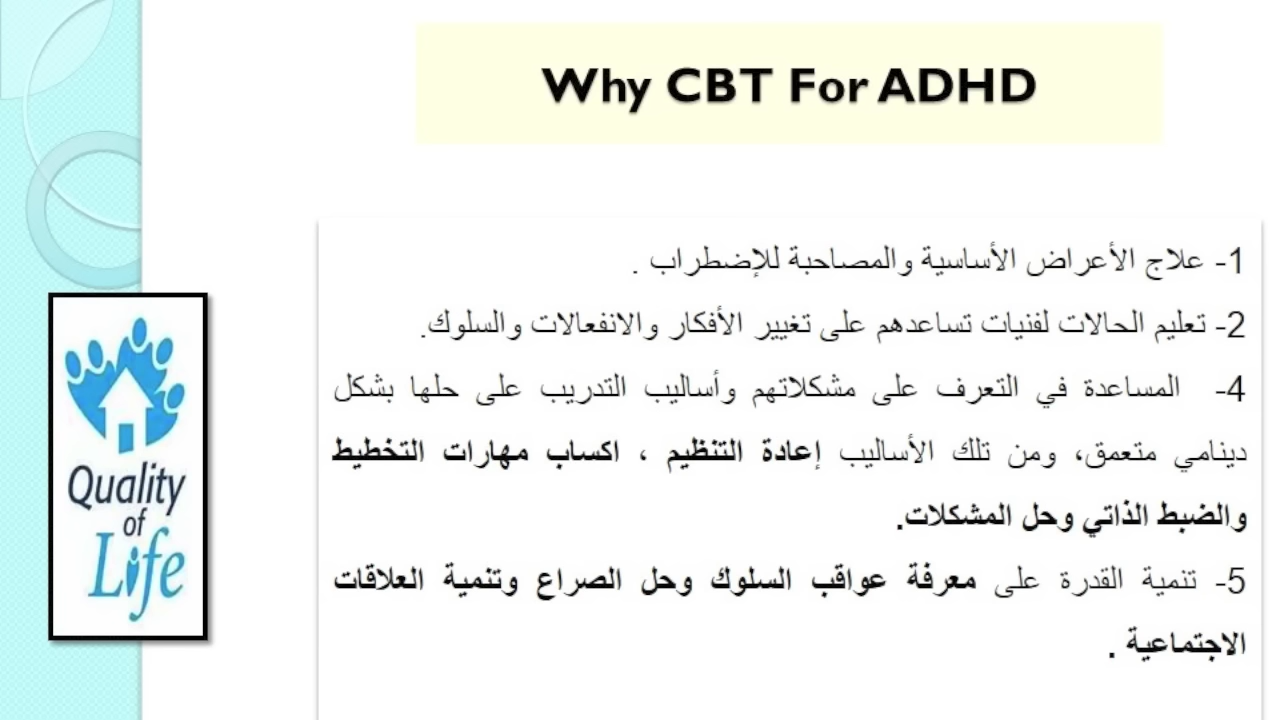 Why CBT For ADHD
1- علاج الأعراض الأساسية والمصاحبة للإضطراب .
2- تعليم الحالات لفنيات تساعدهم على تغيير الأفكار والانفعالات والسلوك.
4- المساعدة في التعرف على مشكلاتهم وأساليب التدريب على حلها بشكل
دينامي متعمق، ومن تلك الأساليب إعادة التنظيم ، اكساب مهارات التخطيط
والضبط الذاتي وحل المشكلات.
5- تنمية القدرة على معرفة عواقب السلوك وحل الصراع وتنمية العلاقات
الاجتماعية .
Quality
of
Life